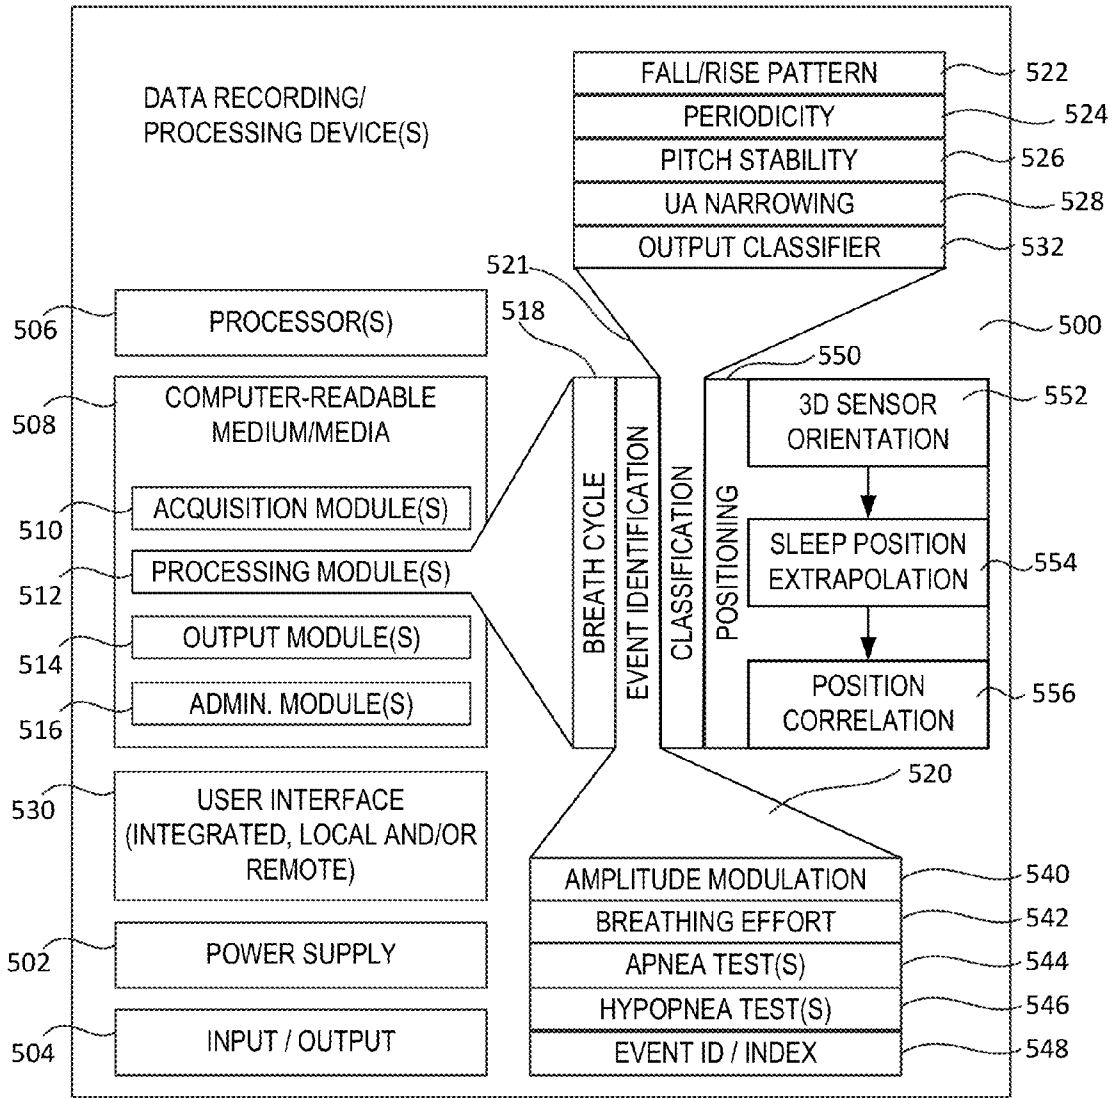 DATA RECORDING/
PROCESSING DEVICE(S)
FALL/RISE PATTERN
522
PERIODICITY
524
PITCH STABILITY
526
UA NARROWING
528
OUTPUT CLASSIFIER
532
521
518
500
550
506
PROCESSOR(S)
508
COMPUTER-READABLE
MEDIUM/MEDIA
510
ACQUISITION MODULE(S)
512
PROCESSING MODULE(S)
514
OUTPUT MODULE(S)
516
ADMIN. MODULE(S)
BREATH CYCLE
EVENT IDENTIFICATION
CLASSIFICATION
POSITIONING
3D SENSOR
ORIENTATION
552
SLEEP POSITION
EXTRAPOLATION
554
POSITION
CORRELATION
556
520
530
USER INTERFACE
(INTEGRATED, LOCAL AND/OR
REMOTE)
502
POWER SUPPLY
504
INPUT / OUTPUT
AMPLITUDE MODULATION
540
BREATHING EFFORT
542
APNEA TEST(S)
544
HYPOPNEA TEST(S)
546
EVENT ID / INDEX
548